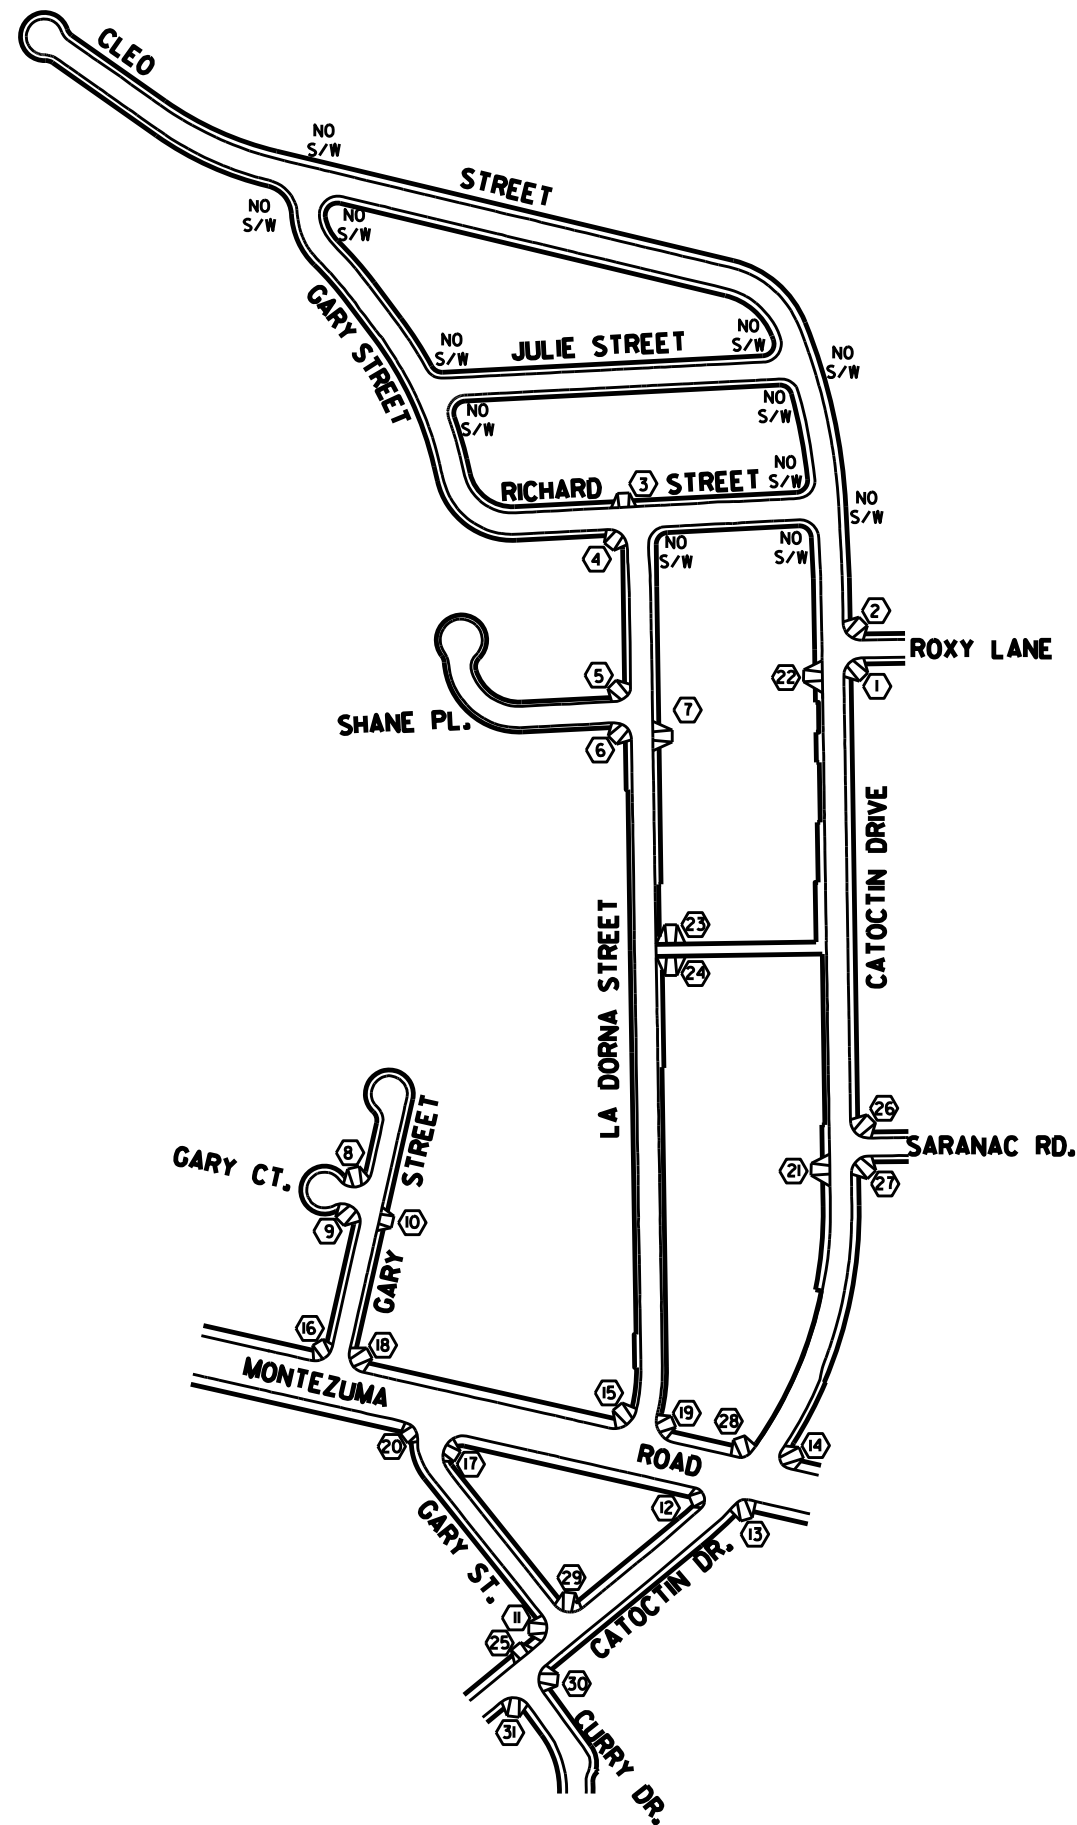 CLEO
NO
S/W
STREET
NO
S/W
NO
S/W
GARY STREET
NO
S/W
JULIE STREET
NO
S/W
NO
S/W
NO
S/W
NO
S/W
RICHARD
3
STREET
NO
S/W
NO
S/W
4
NO
S/W
NO
S/W
2
ROXY LANE
5
22
1
SHANE PL.
7
6
CATOCTIN DRIVE
LA DORNA STREET
23
24
26
SARANAC RD.
GARY CT.
8
STREET
21
27
9
10
GARY
16
18
MONTEZUMA
15
19
28
14
20
17
ROAD
12
13
GARY ST.
CATOCTIN DR.
29
11
25
30
31
CURRY DR.